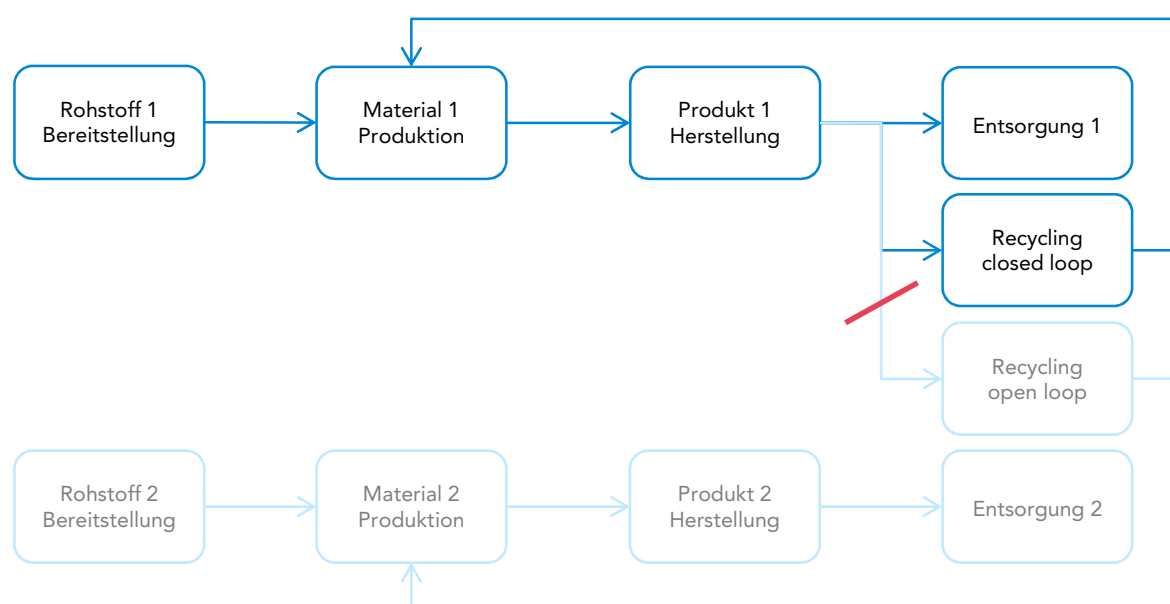 Rohstoff 1
Bereitstellung
Material 1
Produktion
Produkt 1
Herstellung
Entsorgung 1
Recycling
closed loop
Recycling
open loop
Rohstoff 2
Bereitstellung
Material 2
Produktion
Produkt 2
Herstellung
Entsorgung 2